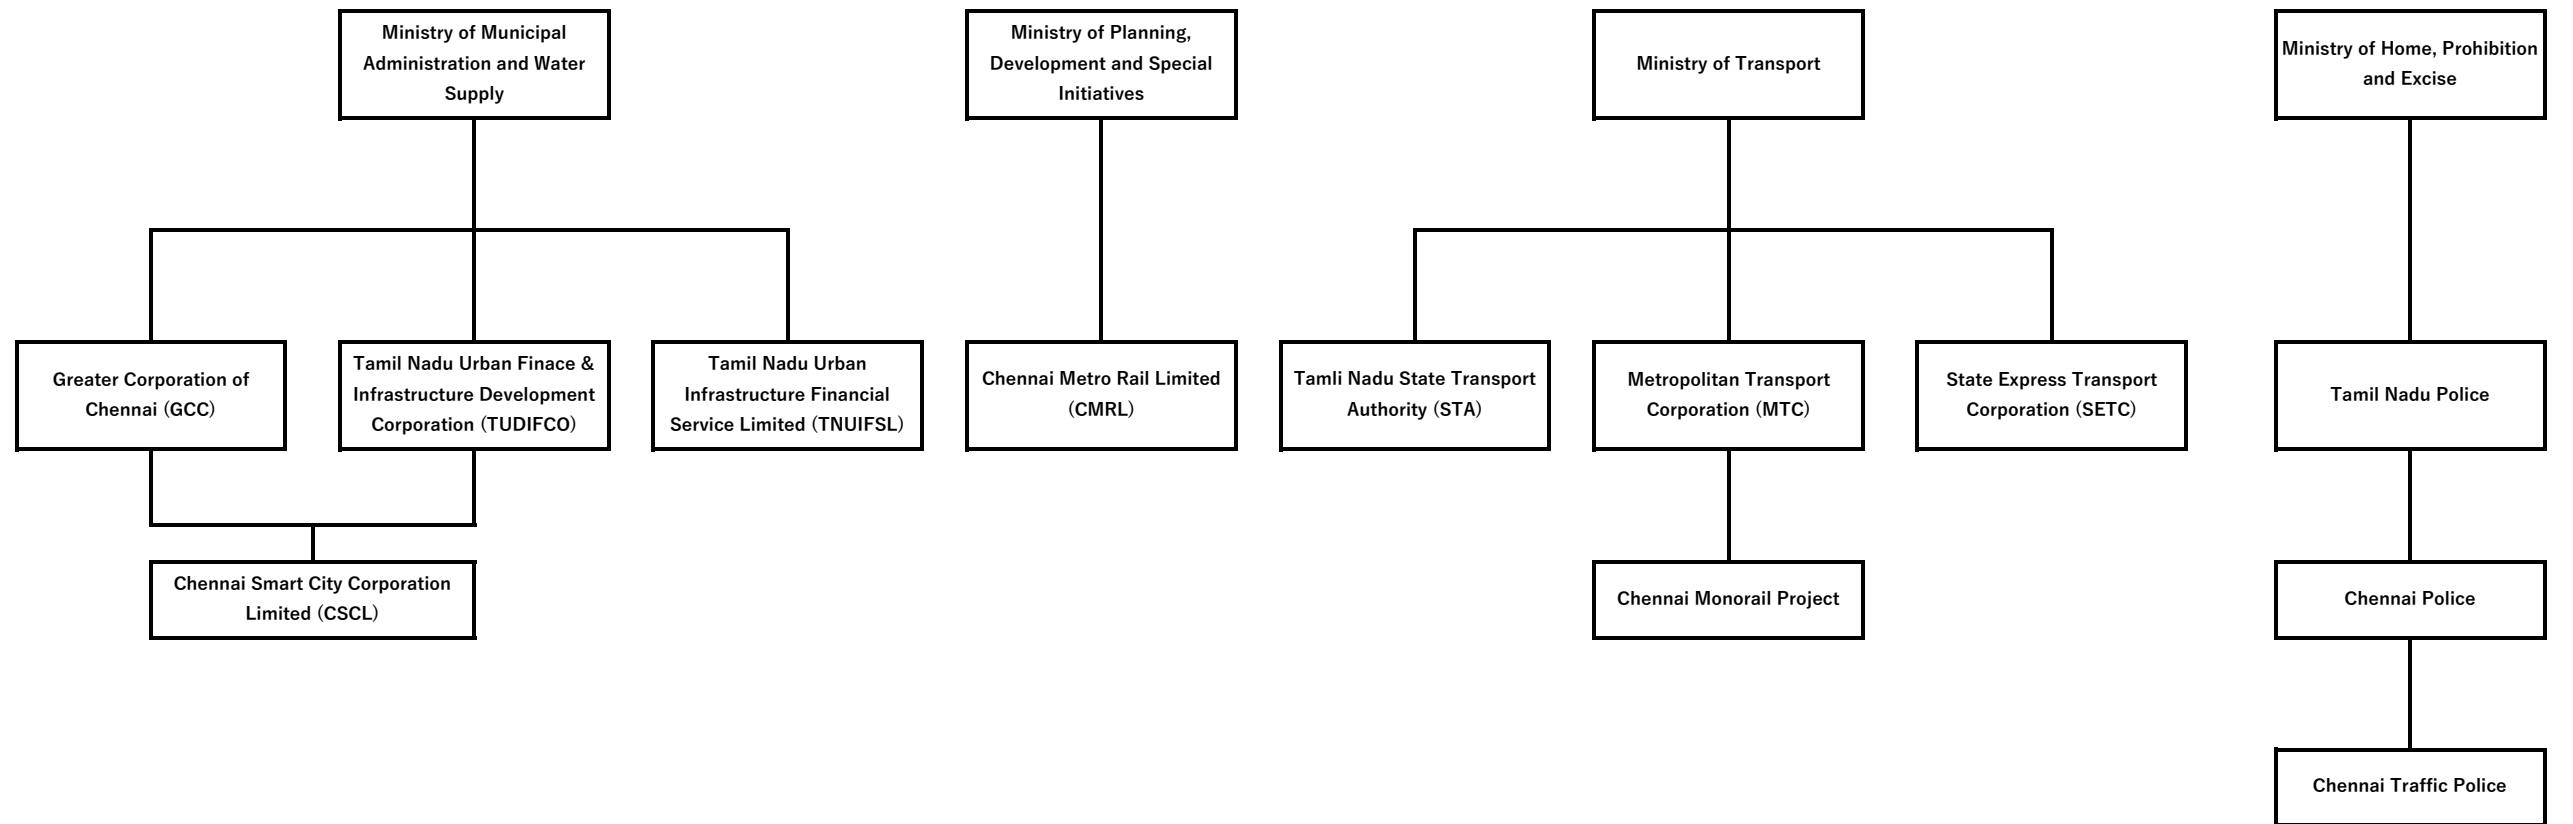 Ministry of Municipal
Administration and Water
Supply
Ministry of Planning,
Development and Special
Initiatives
Ministry of Transport
Ministry of Home, Prohibition
and Excise
Greater Corporation of
Chennai (GCC)
Tamil Nadu Urban Finace &
Infrastructure Development
Corporation (TUDIFCO)
Tamil Nadu Urban
Infrastructure Financial
Service Limited (TNUIFSL)
Chennai Metro Rail Limited
(CMRL)
Tamli Nadu State Transport
Authority (STA)
Metropolitan Transport
Corporation (MTC)
State Express Transport
Corporation (SETC)
Tamil Nadu Police
Chennai Smart City Corporation
Limited (CSCL)
Chennai Monorail Project
Chennai Police
Chennai Traffic Police